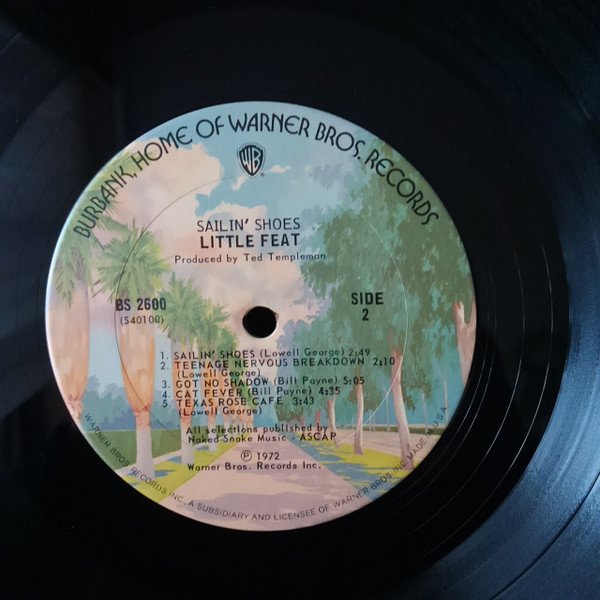 BURBANK, HOME OF WARNER BROS. RECORDS
WB
SAILIN' SHOES
LITTLE FEAT
Produced by Ted Templeman
BS 2600
(S40100)
SIDE
2
1. SAILIN' SHOES (Lowell George) 2:49
2. TEENAGE NERVOUS BREAKDOWN 2:10
(Lowell George)
3. GOT NO SHADOW (Bill Payne) 5:05
4. CAT FEVER (Bill Payne) 4:35
5. TEXAS ROSE CAFE 3:43
(Lowell George)
All selections published by
Naked Snake Music - ASCAP
Ⓟ 1972
Warner Bros. Records Inc.
WARNER BROS. RECORDS INC. A SUBSIDIARY AND LICENSEE OF WARNER BROS. INC. MADE IN U.S.A.